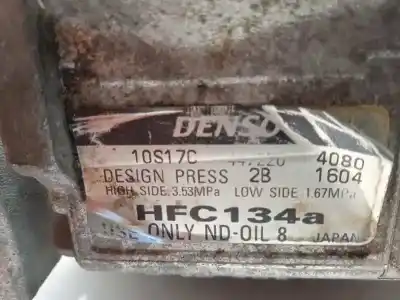 DENSO
10S17C 447220 4080
DESIGN PRESS 2B 1604
HIGH SIDE 3.53MPa LOW SIDE 1.67MPa
HFC134a
USE ONLY ND-OIL 8 JAPAN